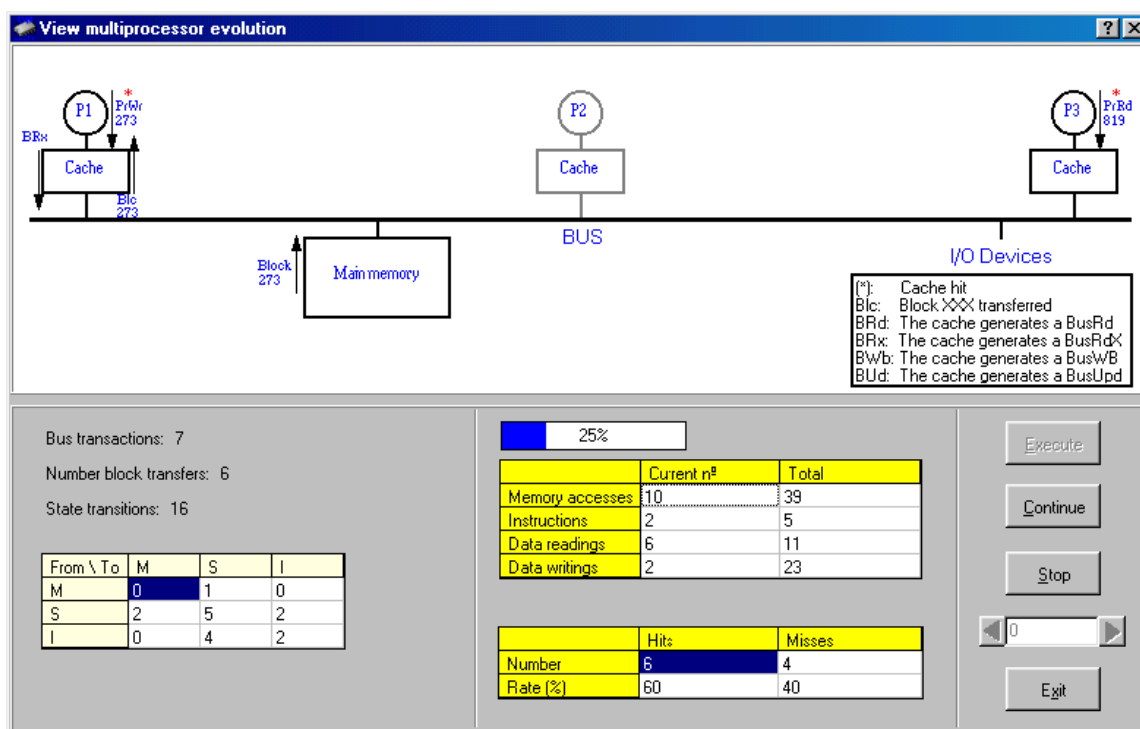 View multiprocessor evolution
P1
PrWr
273
*
BRx
Cache
Blc
273
P2
Cache
P3
*
PrRd
819
Cache
BUS
Block
273
Main memory
I/O Devices
(*): Cache hit
Blc: Block XXX transferred
BRd: The cache generates a BusRd
BRx: The cache generates a BusRdX
BWb: The cache generates a BusWB
BUd: The cache generates a BusUpd
Bus transactions: 7
Number block transfers: 6
State transitions: 16
From \ To M S I
M 0 1 0
S 2 5 2
I 0 4 2
25%
Current nº Total
Memory accesses 10 39
Instructions 2 5
Data readings 6 11
Data writings 2 23
Hits Misses
Number 6 4
Rate (%) 60 40
Execute
Continue
Stop
0
Exit